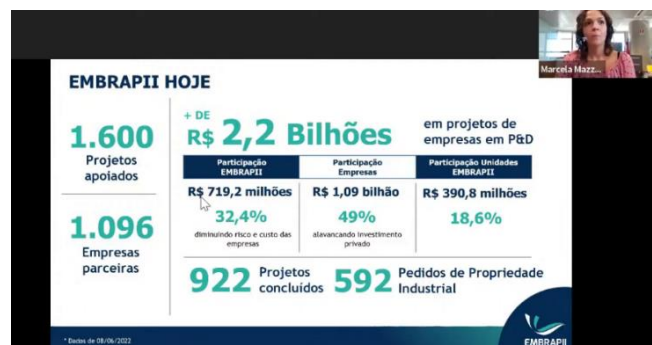 Marcela Mazz...
EMBRAPII HOJE
1.600
Projetos
apoiados
1.096
Empresas
parceiras
+ DE
R$ 2,2 Bilhões
em projetos de
empresas em P&D
Participação
EMBRAPII
R$ 719,2 milhões
32,4%
diminuindo risco e custo das
empresas
Participação
Empresas
R$ 1,09 bilhão
49%
alavancando investimento
privado
Participação Unidades
EMBRAPII
R$ 390,8 milhões
18,6%
922 Projetos
concluídos
592 Pedidos de Propriedade
Industrial
* Dados de 08/06/2022
EMBRAPII